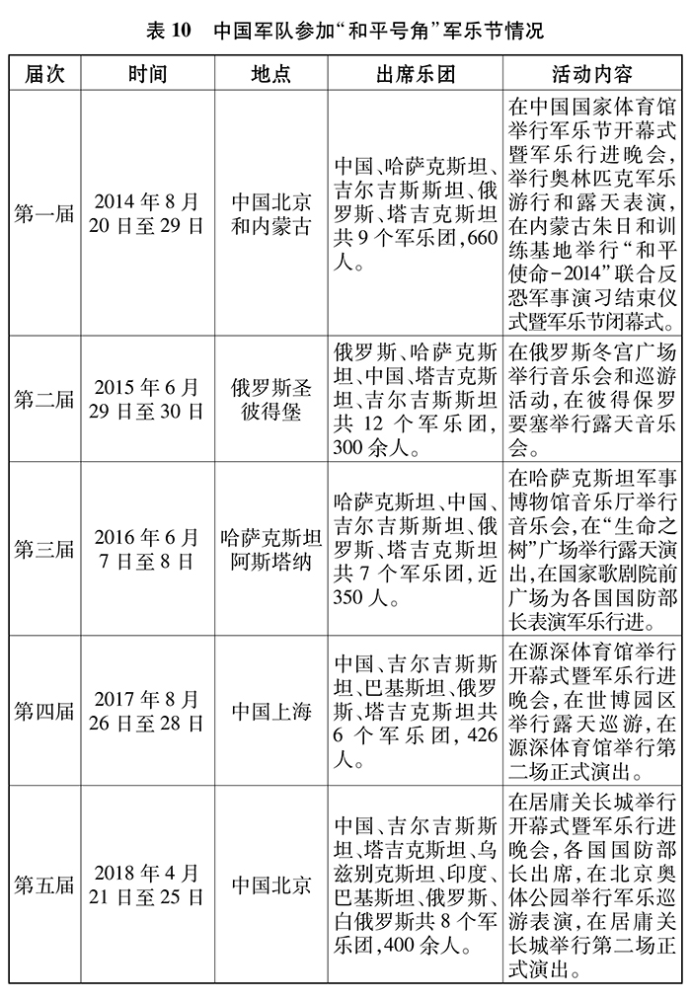 表 10 中国军队参加“和平号角”军乐节情况
届次 时间 地点 出席乐团 活动内容
第一届
2014 年 8 月
20 日至 29 日
中国北京
和内蒙古
中国、哈萨克斯坦、
吉尔吉斯斯坦、俄
罗斯、塔吉克斯坦
共 9 个军乐团,660
人。
在中国国家体育馆
举行军乐节开幕式
暨军乐行进晚会,
举行奥林匹克军乐
游行和露天表演,
在内蒙古朱日和训
练基地举行“和平
使命-2014”联合反
恐军事演习结束仪
式暨军乐节闭幕式。
第二届
2015 年 6 月
29 日至 30 日
俄罗斯圣
彼得堡
俄罗斯、哈萨克斯
坦、中国、塔吉克斯
坦、吉尔吉斯斯坦
共 12 个军乐团,
300 余人。
在俄罗斯冬宫广场
举行音乐会和巡游
活动,在彼得保罗
要塞举行露天音乐
会。
第三届
2016 年 6 月
7 日至 8 日
哈萨克斯坦
阿斯塔纳
哈萨克斯坦、中国、
吉尔吉斯斯坦、俄
罗斯、塔吉克斯坦
共 7 个军乐团,近
350 人。
在哈萨克斯坦军事
博物馆音乐厅举行
音乐会,在“生命之
树”广场举行露天演
出,在国家歌剧院前
广场为各国国防部
长表演军乐行进。
第四届
2017 年 8 月
26 日至 28 日
中国上海
中国、吉尔吉斯斯
坦、巴基斯坦、俄罗
斯、塔吉克斯坦共
6 个军乐团, 426
人。
在源深体育馆举行
开幕式暨军乐行进
晚会,在世博园区
举行露天巡游,在
源深体育馆举行第
二场正式演出。
第五届
2018 年 4 月
21 日至 25 日
中国北京
中国、吉尔吉斯斯
坦、塔吉克斯坦、乌
兹别克斯坦、印度、
巴基斯坦、俄罗斯、
白俄罗斯共 8 个军
乐团,400 余人。
在居庸关长城举行
开幕式暨军乐行进
晚会,各国国防部
长出席,在北京奥
体公园举行军乐巡
游表演,在居庸关
长城举行第二场正
式演出。